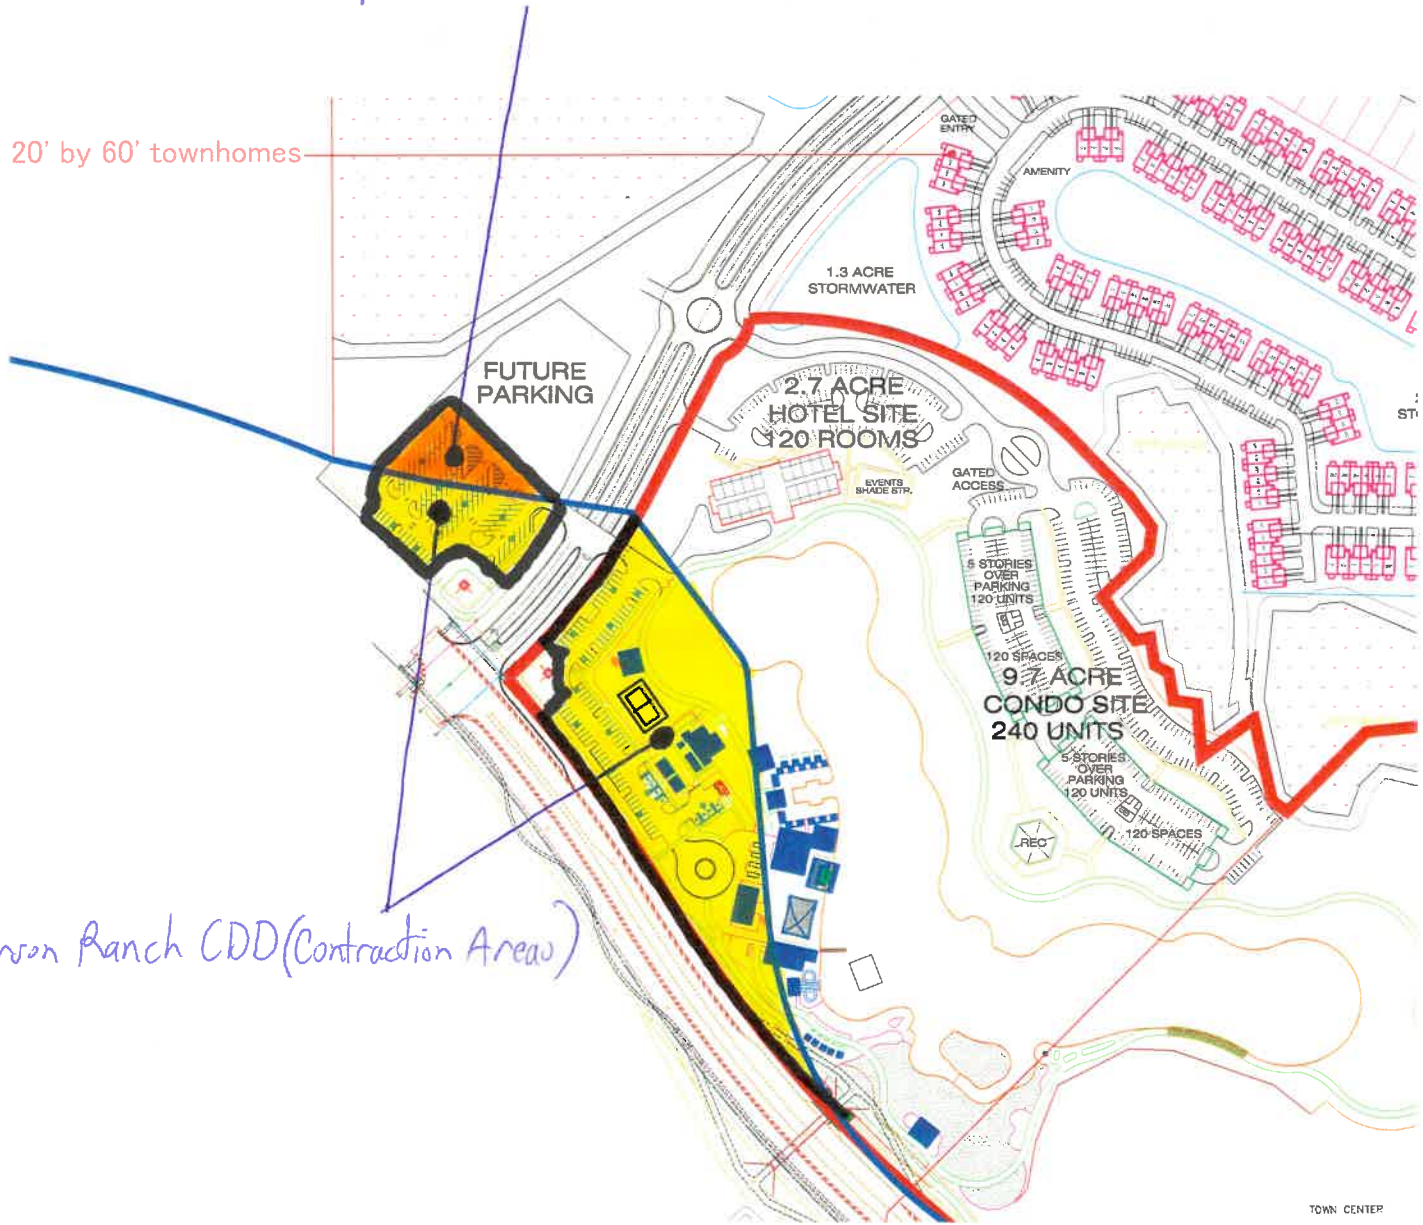 20' by 60' townhomes
GATED
ENTRY
AMENITY
1.3 ACRE
STORMWATER
FUTURE
PARKING
2.7 ACRE
HOTEL SITE
120 ROOMS
EVENTS
SHADE STR.
GATED
ACCESS
5 STORIES
OVER
PARKING
120 UNITS
120 SPACES
9.7 ACRE
CONDO SITE
240 UNITS
5 STORIES
OVER
PARKING
120 UNITS
120 SPACES
REC
Ranch CDD (Contraction Areas)
TOWN CENTER